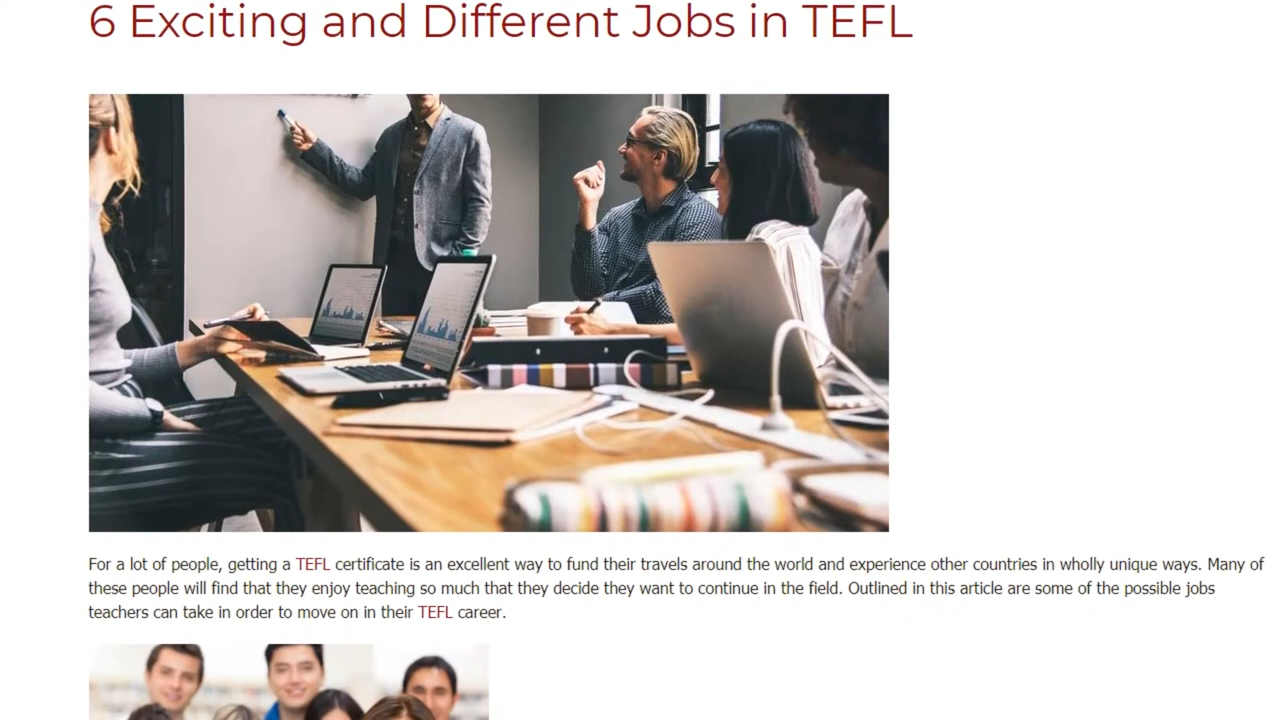 6 Exciting and Different Jobs in TEFL
For a lot of people, getting a TEFL certificate is an excellent way to fund their travels around the world and experience other countries in wholly unique ways. Many of
these people will find that they enjoy teaching so much that they decide they want to continue in the field. Outlined in this article are some of the possible jobs
teachers can take in order to move on in their TEFL career.